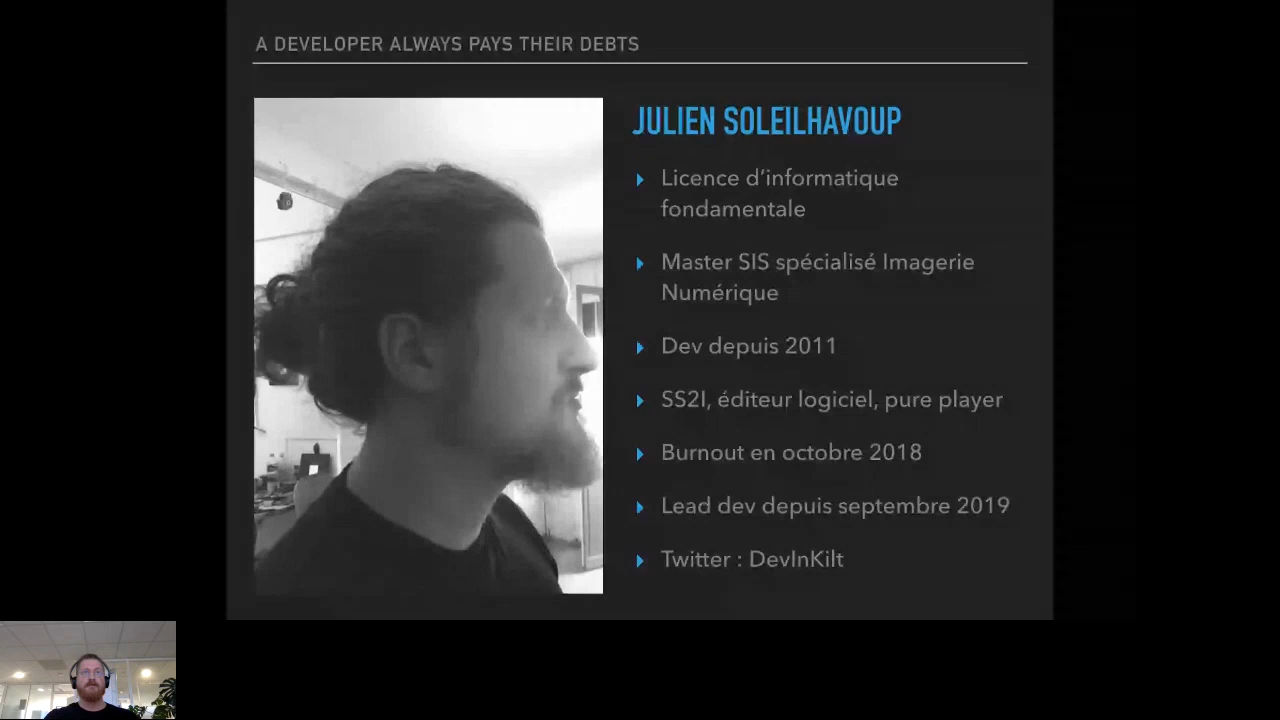 A DEVELOPER ALWAYS PAYS THEIR DEBTS
JULIEN SOLEILHAVOUP
Licence d’informatique
fondamentale
Master SIS spécialisé Imagerie
Numérique
Dev depuis 2011
SS2I, éditeur logiciel, pure player
Burnout en octobre 2018
Lead dev depuis septembre 2019
Twitter : DevInKilt